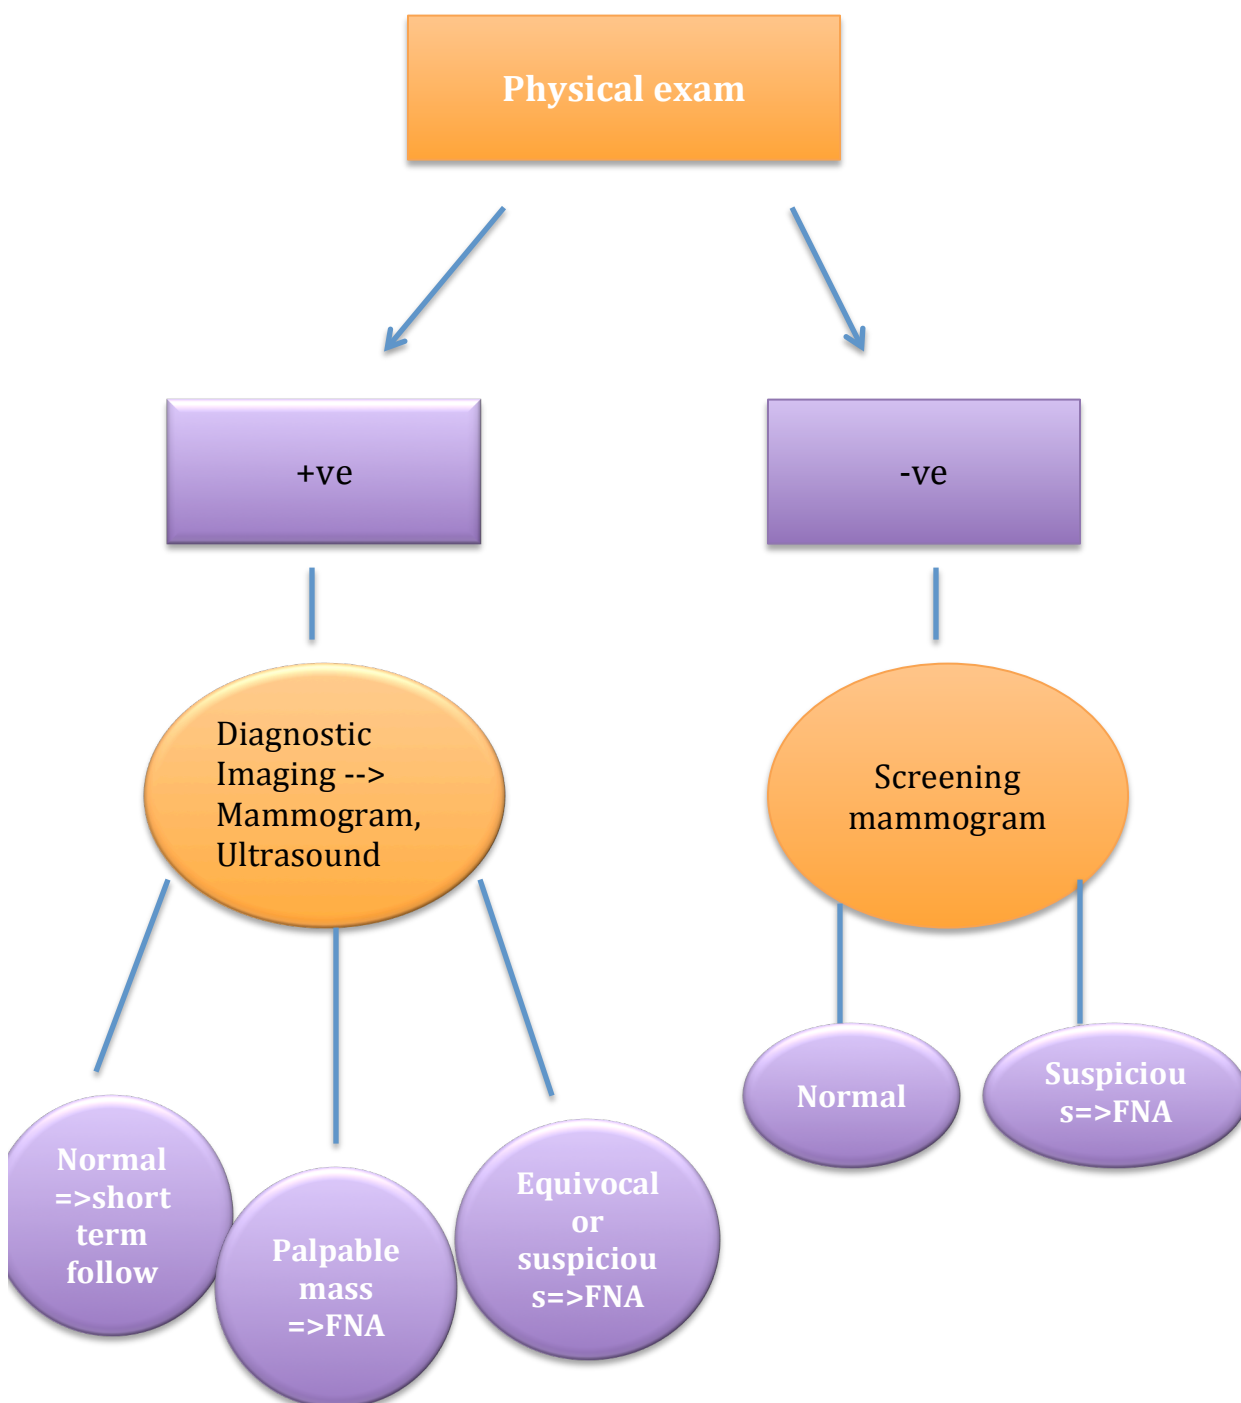 Physical exam
+ve
-ve
Diagnostic
Imaging -->
Mammogram,
Ultrasound
Screening
mammogram
Normal
=>short
term
follow
Palpable
mass
=>FNA
Equivocal
or
suspiciou
s=>FNA
Normal
Suspiciou
s=>FNA